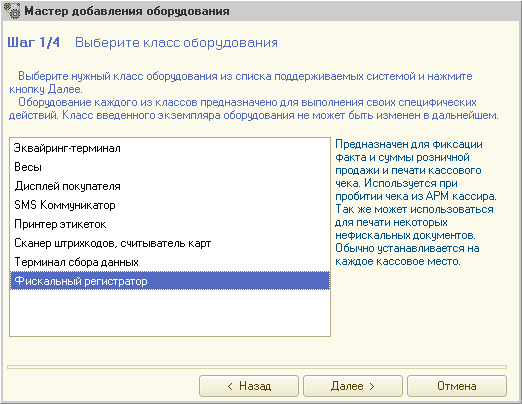 Мастер добавления оборудования
Шаг 1/4 Выберите класс оборудования
Выберите нужный класс оборудования из списка поддерживаемых системой и нажмите
кнопку Далее.
Оборудование каждого из классов предназначено для выполнения своих специфических
действий. Класс введенного экземпляра оборудования не может быть изменен в дальнейшем.
Эквайринг-терминал
Весы
Дисплей покупателя
SMS Коммуникатор
Принтер этикеток
Сканер штрихкодов, считыватель карт
Терминал сбора данных
Фискальный регистратор
Предназначен для фиксации
факта и суммы розничной
продажи и печати кассового
чека. Используется при
пробитии чека из АРМ кассира.
Так же может использоваться
для печати некоторых
нефискальных документов.
Обычно устанавливается на
каждое кассовое место.
< Назад
Далее >
Отмена